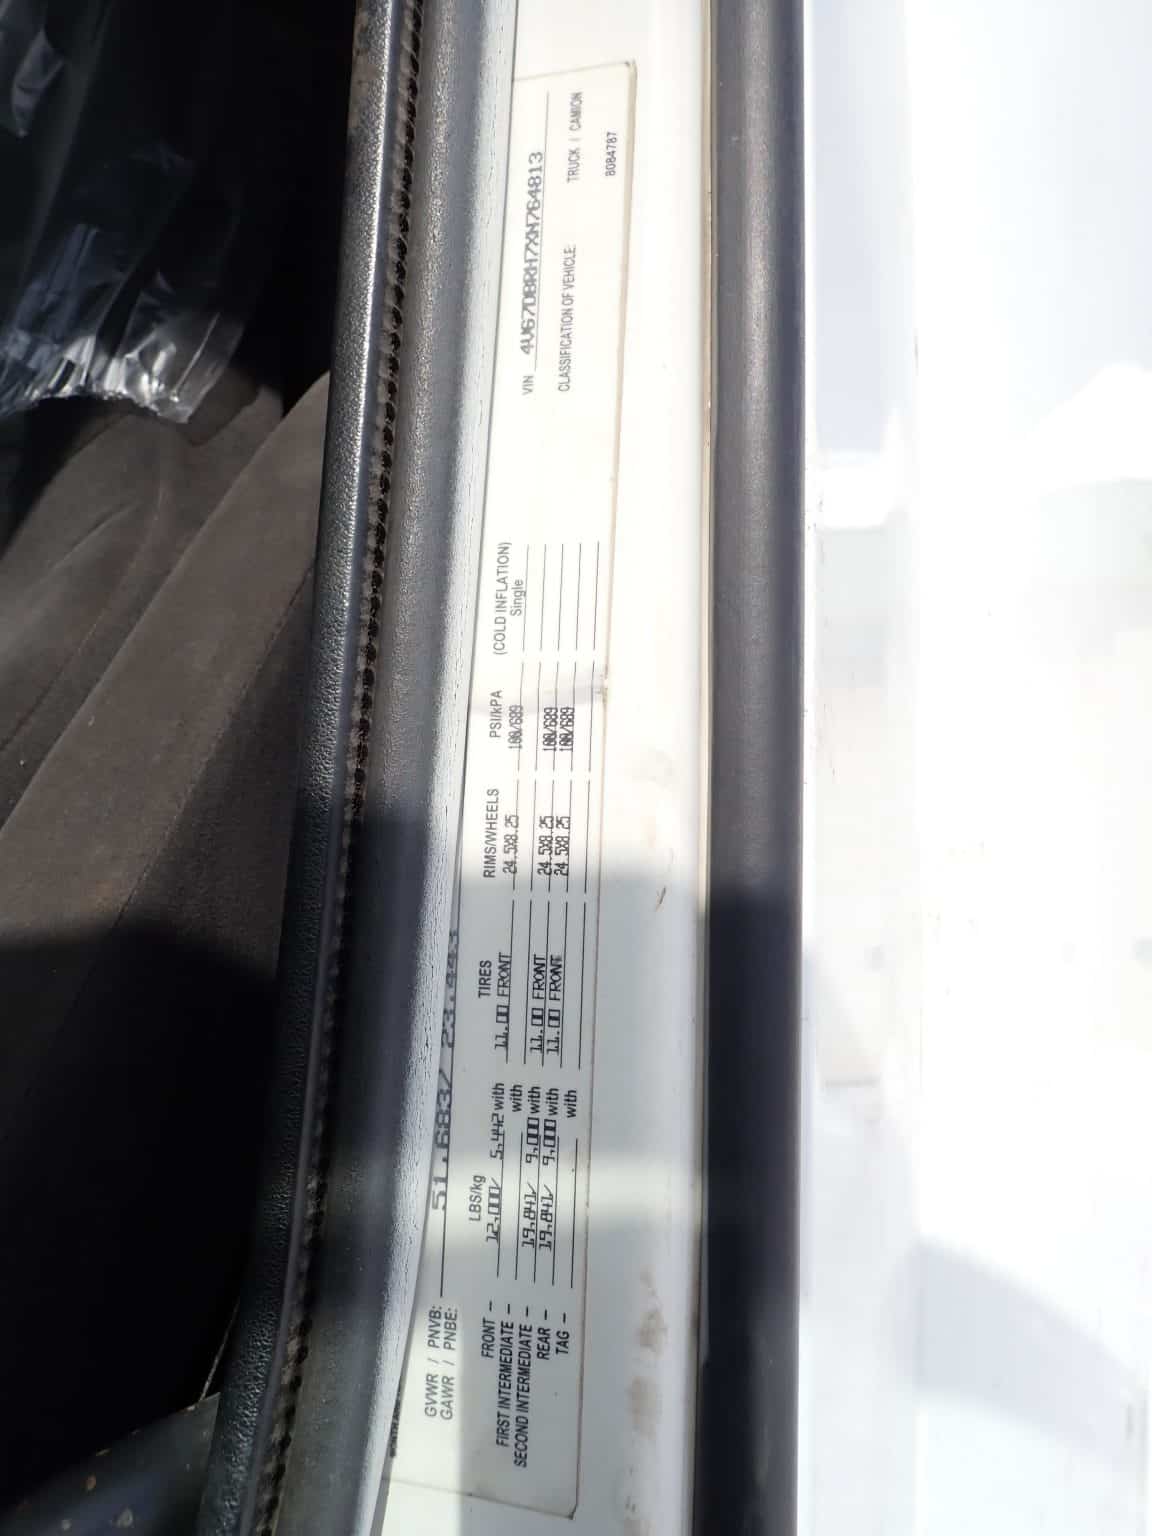 GVWR / PNVB: 51,683/ 23,443
GAWR / PNBE:
LBS/kg TIRES RIMS/WHEELS PSI/kPA (COLD INFLATION)
FRONT – 12,000/ 5,442 with 11.00 FRONT 24.5X8.25 100/689 Single
FIRST INTERMEDIATE – with
SECOND INTERMEDIATE – 19,841/ 9,000 with 11.00 FRONT 24.5X8.25 100/689
REAR – 19,841/ 9,000 with 11.00 FRONT 24.5X8.25 100/689
TAG – with
VIN 4VG7DBRH7XN764813
CLASSIFICATION OF VEHICLE: TRUCK / CAMION
8084787